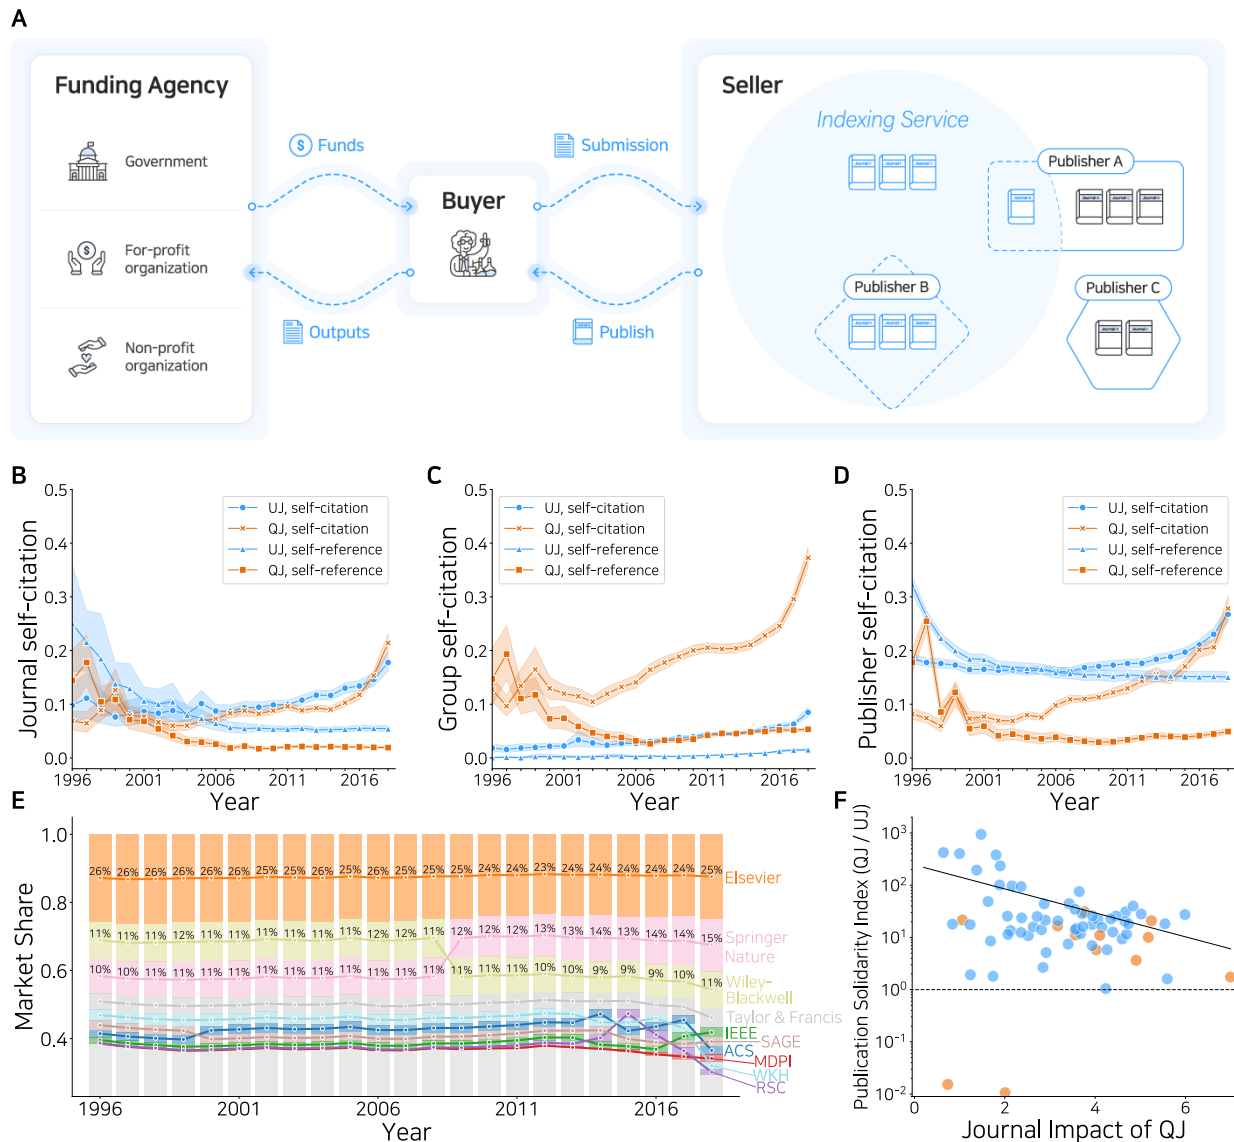 A
Funding Agency
Government
For-profit
organization
Non-profit
organization
Funds
Outputs
Buyer
Submission
Publish
Seller
Indexing Service
Publisher A
Publisher B
Publisher C
B
Journal self-citation
0.5
0.4
0.3
0.2
0.1
0.0
UJ, self-citation
QJ, self-citation
UJ, self-reference
QJ, self-reference
1996 2001 2006 2011 2016
Year
C
Group self-citation
0.5
0.4
0.3
0.2
0.1
0.0
UJ, self-citation
QJ, self-citation
UJ, self-reference
QJ, self-reference
1996 2001 2006 2011 2016
Year
D
Publisher self-citation
0.5
0.4
0.3
0.2
0.1
0.0
UJ, self-citation
QJ, self-citation
UJ, self-reference
QJ, self-reference
1996 2001 2006 2011 2016
Year
E
Market Share
1.0
0.8
0.6
0.4
26% 26% 26% 26% 26% 26% 25% 25% 26% 25% 26% 26% 25% 25% 24% 24% 23% 24% 24% 24% 24% 24% 25%
11% 11% 11% 12% 11% 11% 11% 11% 11% 12% 11% 12% 11% 12% 12% 12% 13% 13% 14% 13% 14% 14% 15%
10% 10% 11% 11% 11% 11% 11% 11% 11% 11% 11% 11% 11% 11% 11% 11% 10% 10% 9% 9% 9% 10% 11%
Elsevier
Springer
Nature
Wiley-
Blackwell
Taylor & Francis
IEEE
SAGE
ACS
MDPI
WKH
RSC
1996 2001 2006 2011 2016
Year
F
Publication Solidarity Index (QJ / UJ)
10³
10²
10¹
10⁰
10⁻¹
10⁻²
0 2 4 6
Journal Impact of QJ